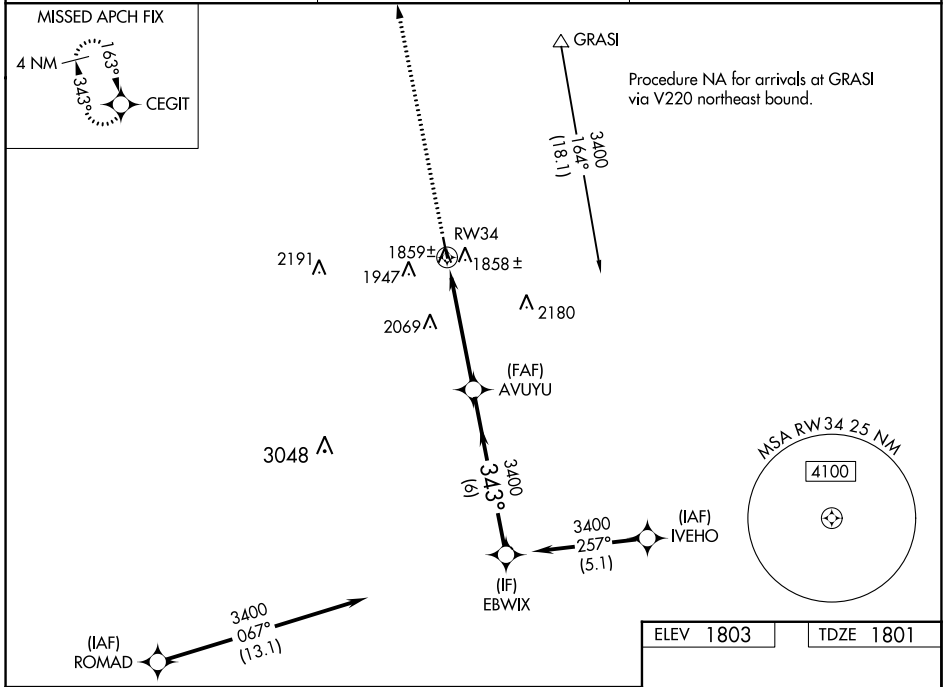 MISSED APCH FIX
4 NM
163°
343°
CEGIT
GRASI
Procedure NA for arrivals at GRASI
via V220 northeast bound.
3400
164°
(18.1)
RW34
1859±
1858±
2191
1947
2180
2069
(FAF)
AVUYU
3048
3400
343°
(6)
MSA RW34 25 NM
4100
(IAF)
IVEHO
3400
257°
(5.1)
(IF)
EBWIX
3400
067°
(13.1)
(IAF)
ROMAD
ELEV 1803
TDZE 1801